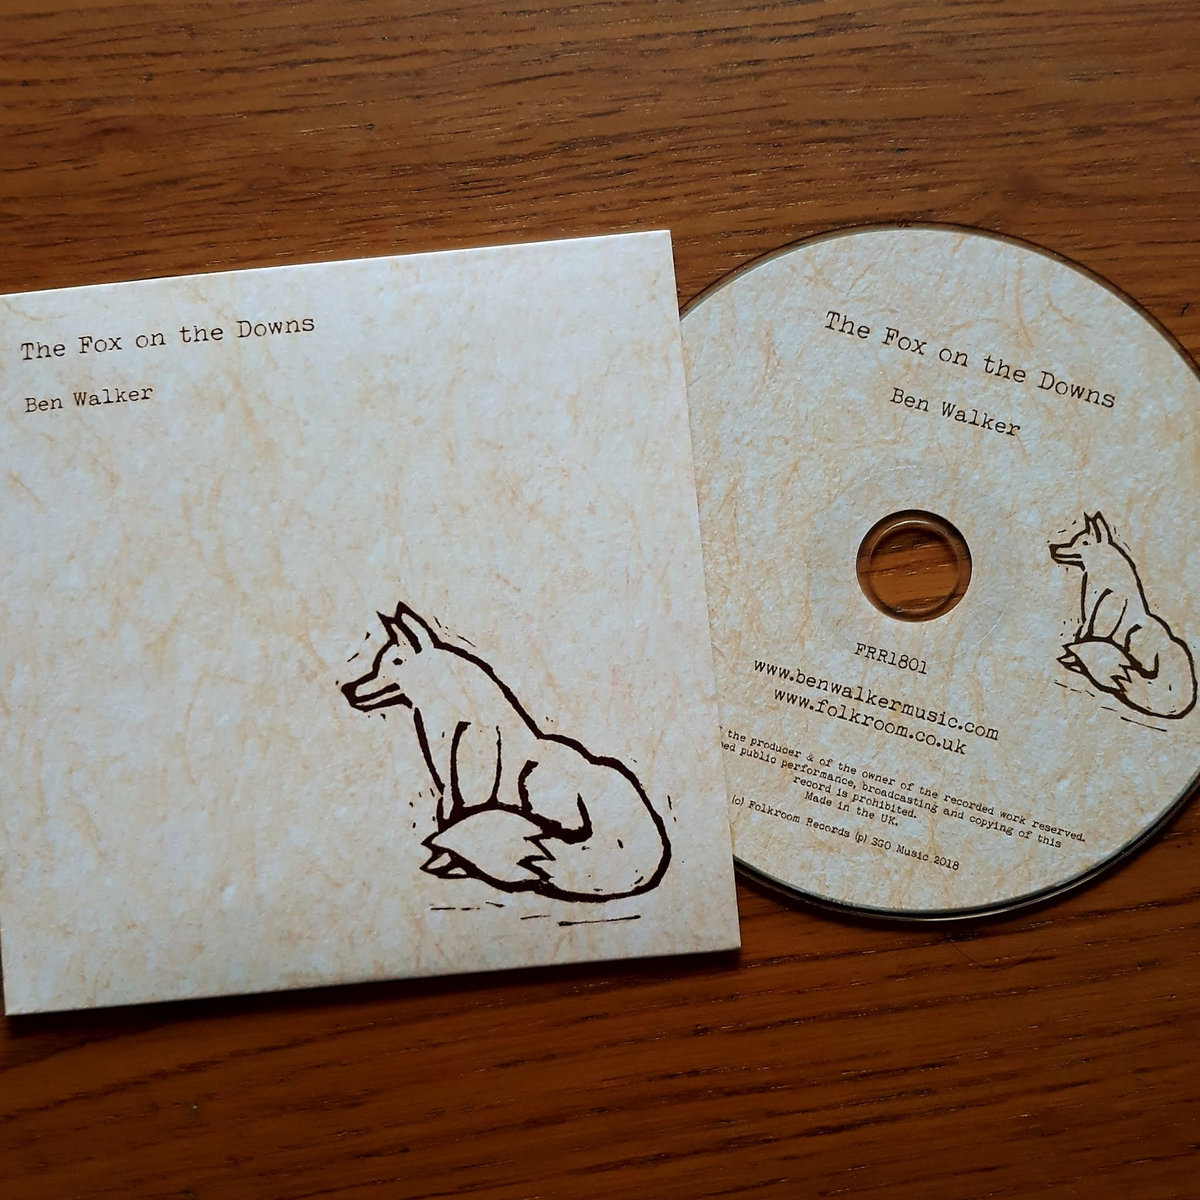 The Fox on the Downs
Ben Walker
The Fox on the Downs
Ben Walker
FRR1801
www.benwalkermusic.com
www.folkroom.co.uk
the producer & of the owner of the recorded work reserved.
public performance, broadcasting and copying of this
record is prohibited.
Made in the UK.
(c) Folkroom Records (p) SGO Music 2018